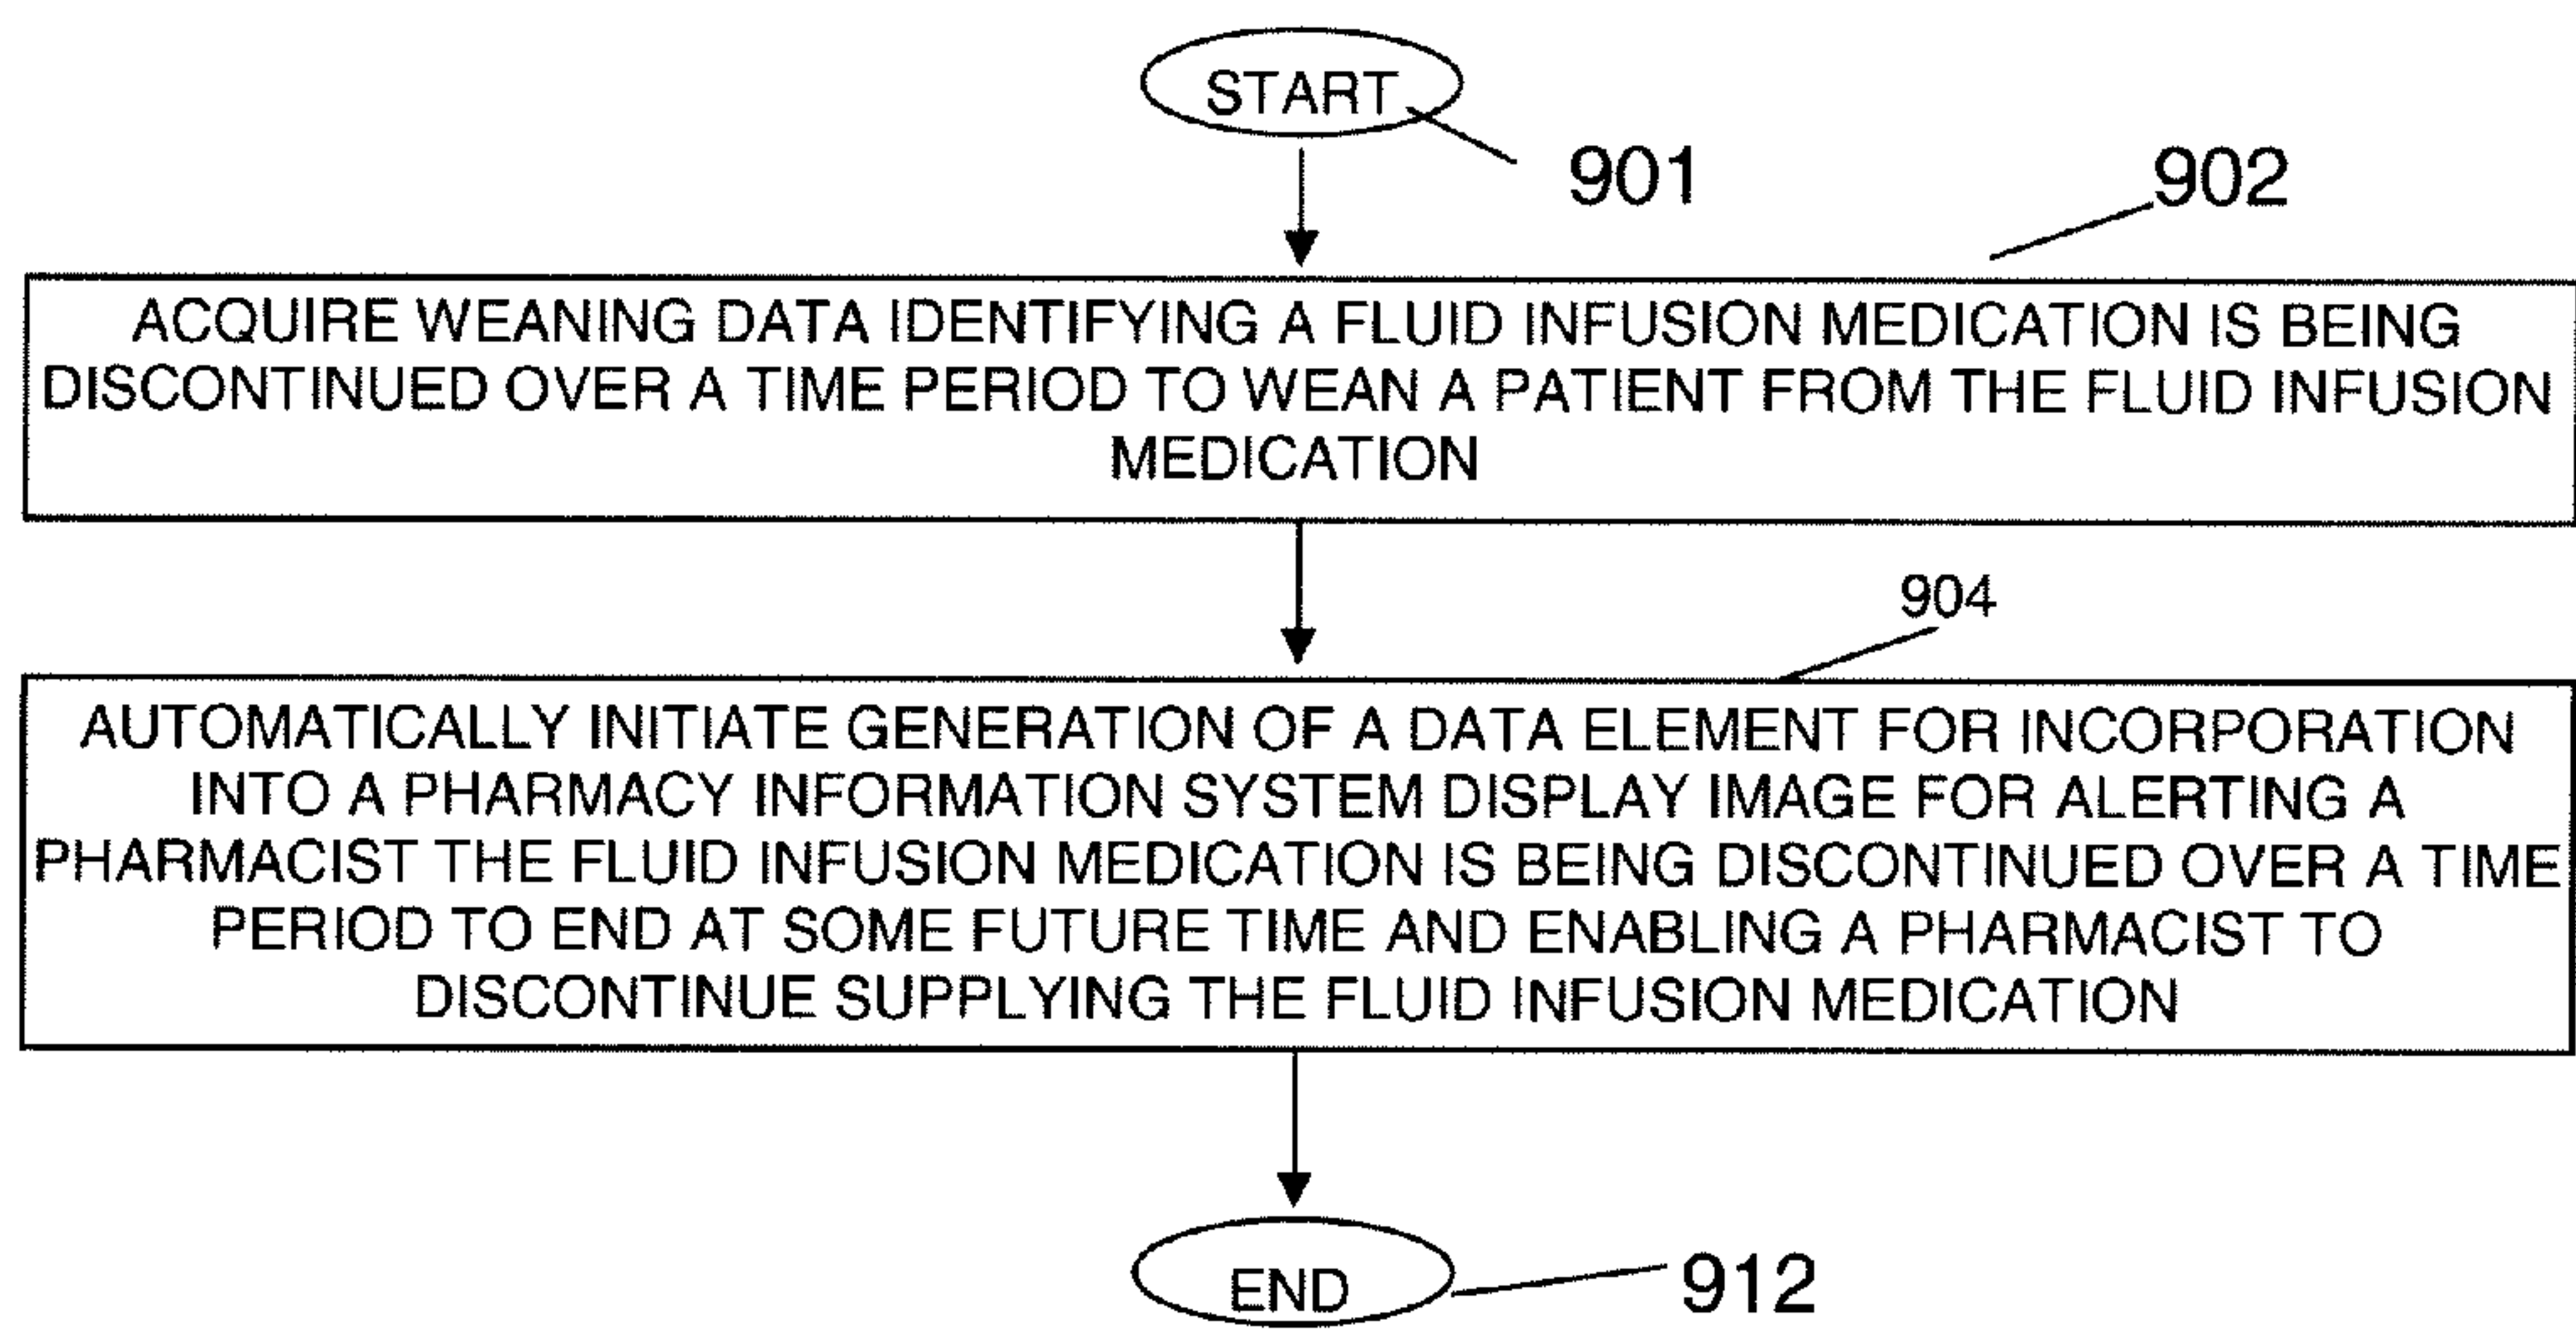 START
901
902
ACQUIRE WEANING DATA IDENTIFYING A FLUID INFUSION MEDICATION IS BEING
DISCONTINUED OVER A TIME PERIOD TO WEAN A PATIENT FROM THE FLUID INFUSION
MEDICATION
904
AUTOMATICALLY INITIATE GENERATION OF A DATA ELEMENT FOR INCORPORATION
INTO A PHARMACY INFORMATION SYSTEM DISPLAY IMAGE FOR ALERTING A
PHARMACIST THE FLUID INFUSION MEDICATION IS BEING DISCONTINUED OVER A TIME
PERIOD TO END AT SOME FUTURE TIME AND ENABLING A PHARMACIST TO
DISCONTINUE SUPPLYING THE FLUID INFUSION MEDICATION
END
912